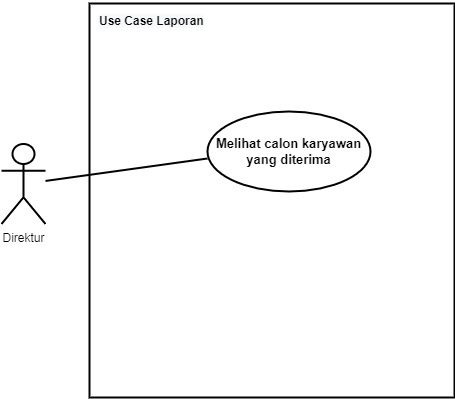 Use Case Laporan
Melihat calon karyawan
yang diterima
Direktur